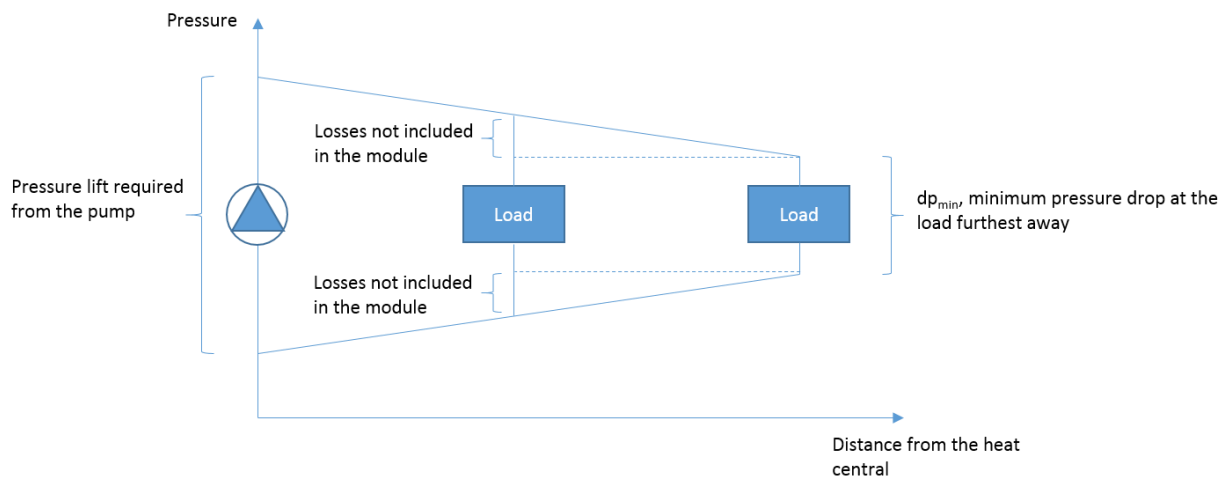 Pressure
Losses not included
in the module
Pressure lift required
from the pump
Load
Load
dpmin, minimum pressure drop at the
load furthest away
Losses not included
in the module
Distance from the heat
central